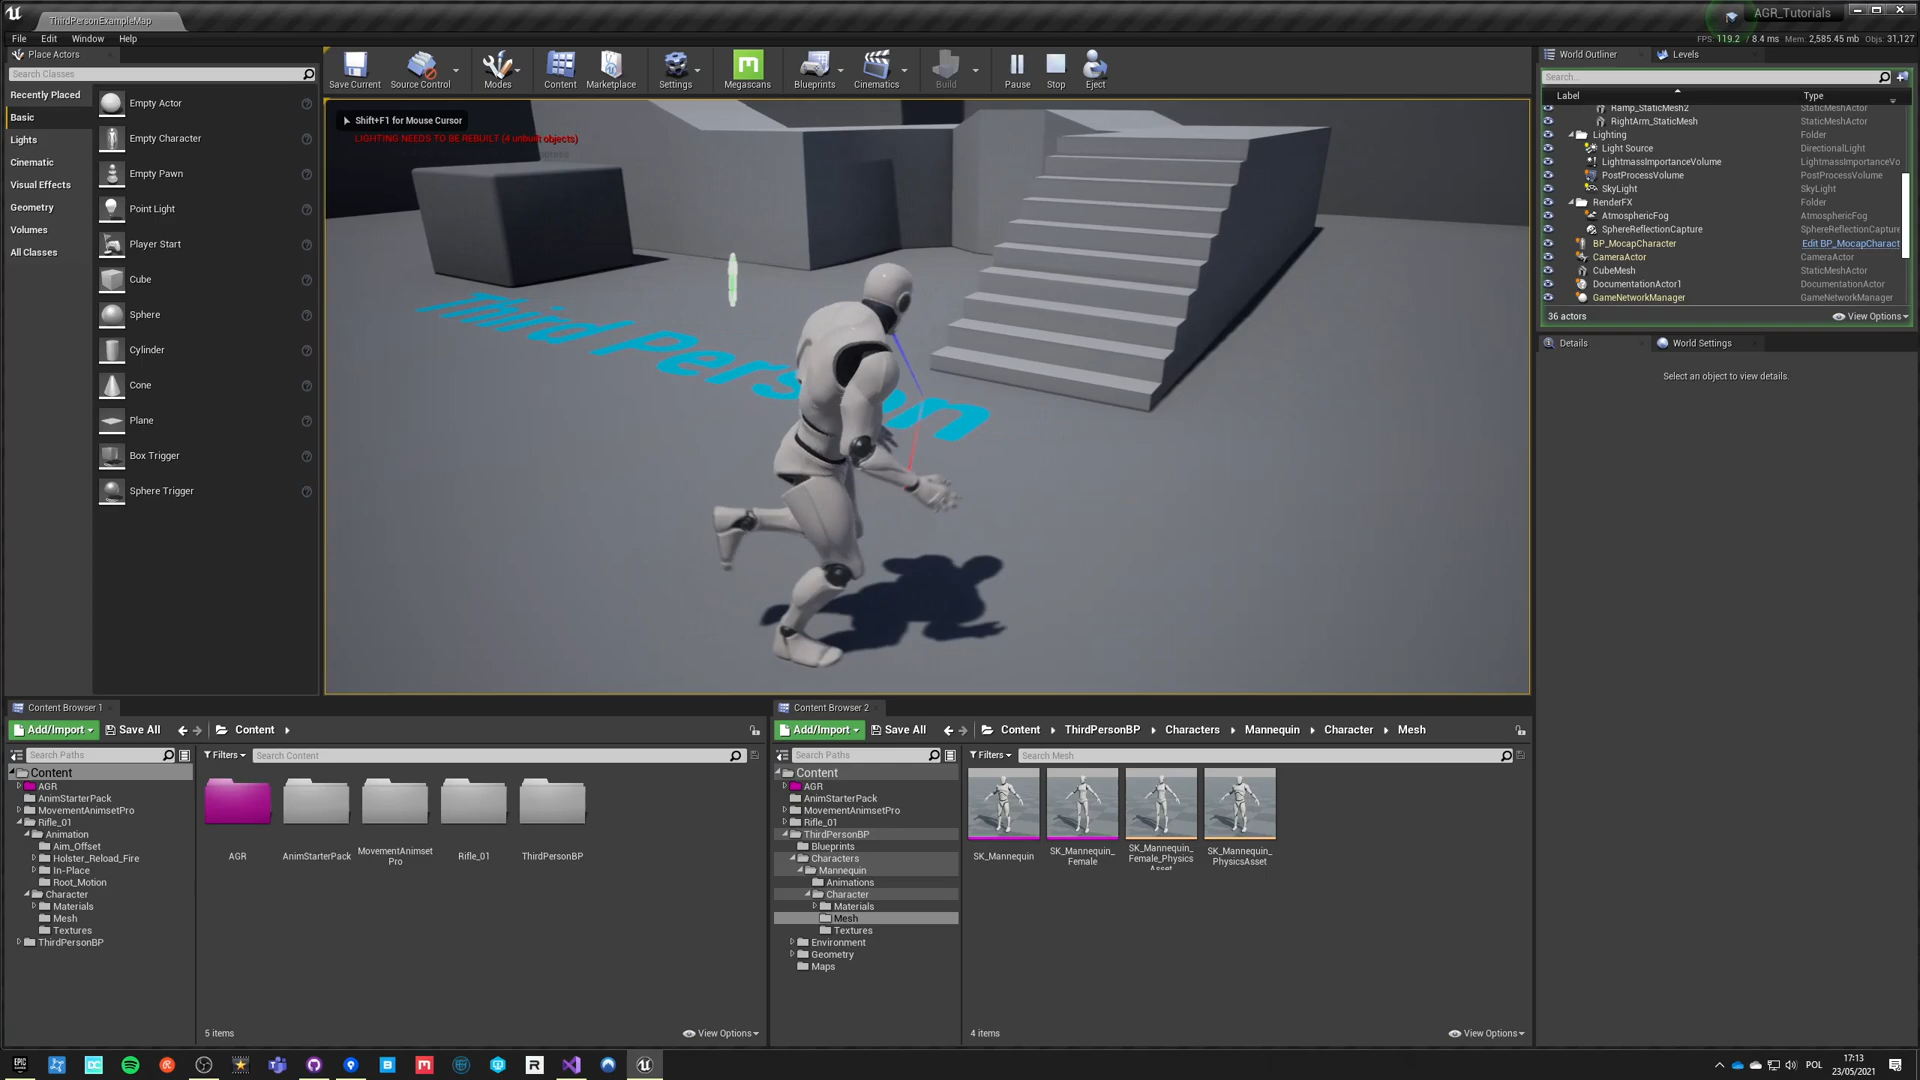 ThirdPersonExampleMap
AGR_Tutorials
File Edit Window Help
FPS: 119.2 / 8.4 ms Mem: 2,585.45 mb Objs: 31,127
Place Actors
Search Classes
Recently Placed
Basic
Lights
Cinematic
Visual Effects
Geometry
Volumes
All Classes
Empty Actor
Empty Character
Empty Pawn
Point Light
Player Start
Cube
Sphere
Cylinder
Cone
Plane
Box Trigger
Sphere Trigger
Save Current Source Control Modes Content Marketplace Settings Megascans Blueprints Cinematics Build Pause Stop Eject
Shift+F1 for Mouse Cursor
LIGHTING NEEDS TO BE REBUILT (4 unbuilt objects)
Third Person
World Outliner Levels
Search...
Label Type
Ramp_StaticMesh2 StaticMeshActor
RightArm_StaticMesh StaticMeshActor
Lighting Folder
Light Source DirectionalLight
LightmassImportanceVolume LightmassImportanceVo
PostProcessVolume PostProcessVolume
SkyLight SkyLight
RenderFX Folder
AtmosphericFog AtmosphericFog
SphereReflectionCapture SphereReflectionCapture
BP_MocapCharacter Edit BP_MocapCharact
CameraActor CameraActor
CubeMesh StaticMeshActor
DocumentationActor1 DocumentationActor
GameNetworkManager GameNetworkManager
36 actors View Options
Details World Settings
Select an object to view details.
Content Browser 1
Add/Import Save All Content
Search Paths Filters Search Content
Content
AGR
AnimStarterPack
MovementAnimsetPro
Rifle_01
Animation
Aim_Offset
Holster_Reload_Fire
In-Place
Root_Motion
Character
Materials
Mesh
Textures
ThirdPersonBP
AGR
AnimStarterPack
MovementAnimset
Pro
Rifle_01
ThirdPersonBP
5 items View Options
Content Browser 2
Add/Import Save All Content ThirdPersonBP Characters Mannequin Character Mesh
Search Paths Filters Search Mesh
Content
AGR
AnimStarterPack
MovementAnimsetPro
Rifle_01
ThirdPersonBP
Blueprints
Characters
Mannequin
Animations
Character
Materials
Mesh
Textures
Environment
Geometry
Maps
SK_Mannequin
SK_Mannequin_
Female
SK_Mannequin_
Female_Physics
Asset
SK_Mannequin_
PhysicsAsset
4 items View Options
POL
17:13
23/05/2021